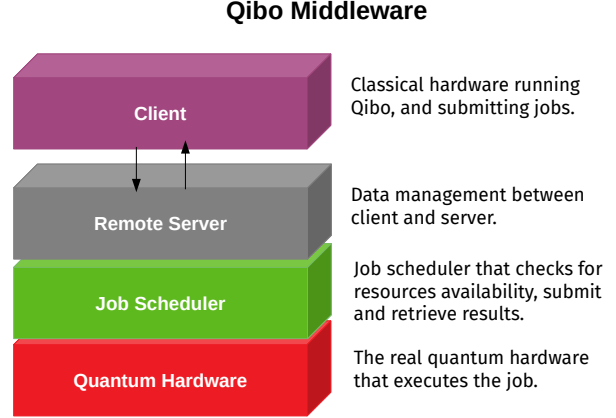 Qibo Middleware
Client
Classical hardware running
Qibo, and submitting jobs.
Remote Server
Data management between
client and server.
Job Scheduler
Job scheduler that checks for
resources availability, submit
and retrieve results.
Quantum Hardware
The real quantum hardware
that executes the job.